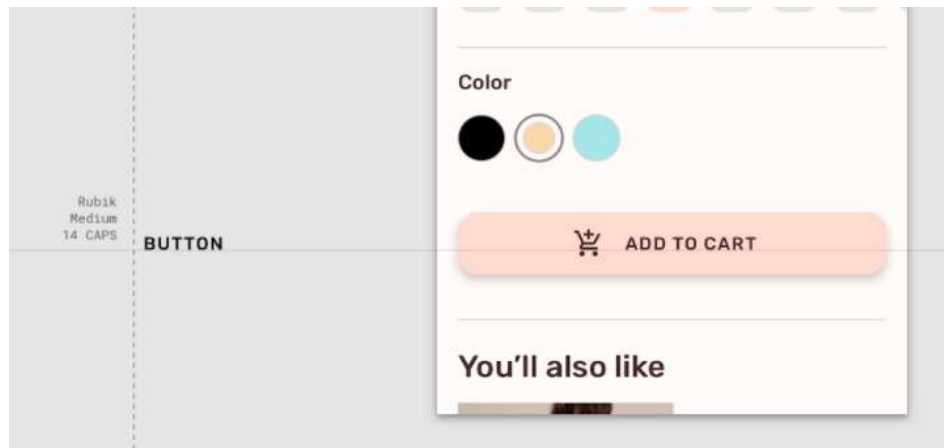 Color
Rubik
Medium
14 CAPS
BUTTON
ADD TO CART
You’ll also like